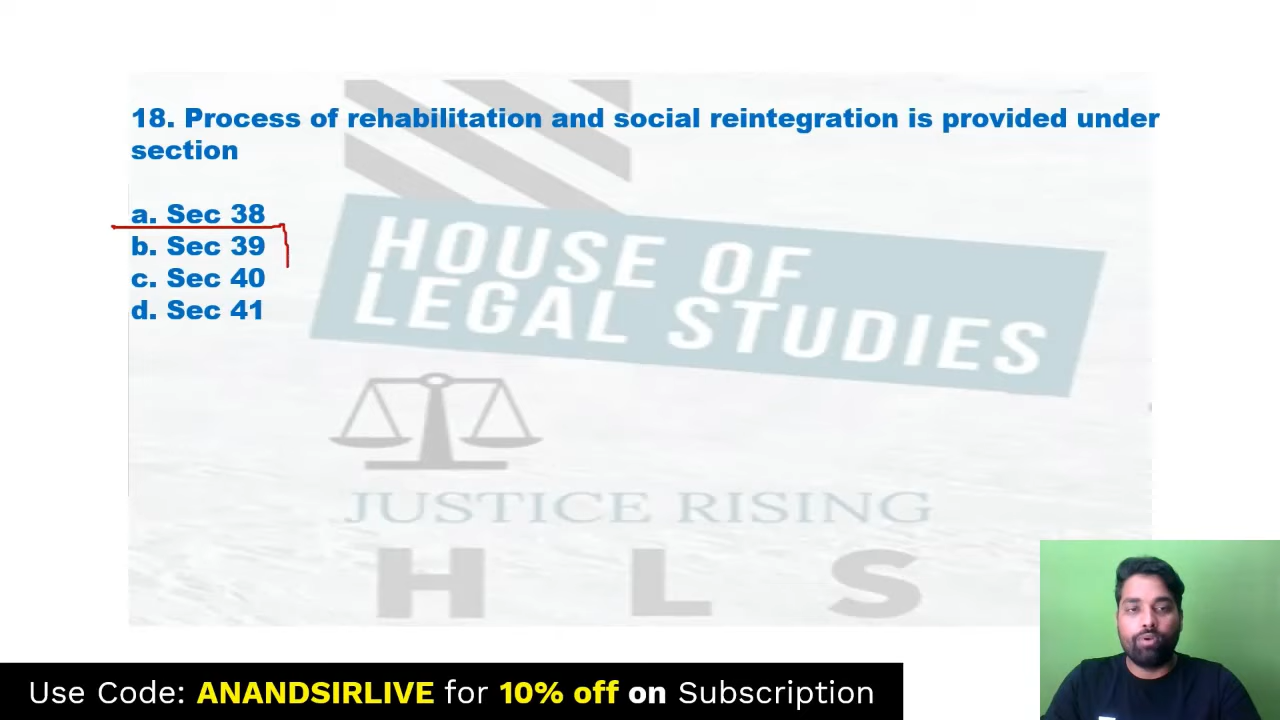 18. Process of rehabilitation and social reintegration is provided under
section
a. Sec 38
b. Sec 39
c. Sec 40
d. Sec 41
HOUSE OF
LEGAL STUDIES
JUSTICE RISING
HLS
Use Code: ANANDSIRLIVE for 10% off on Subscription